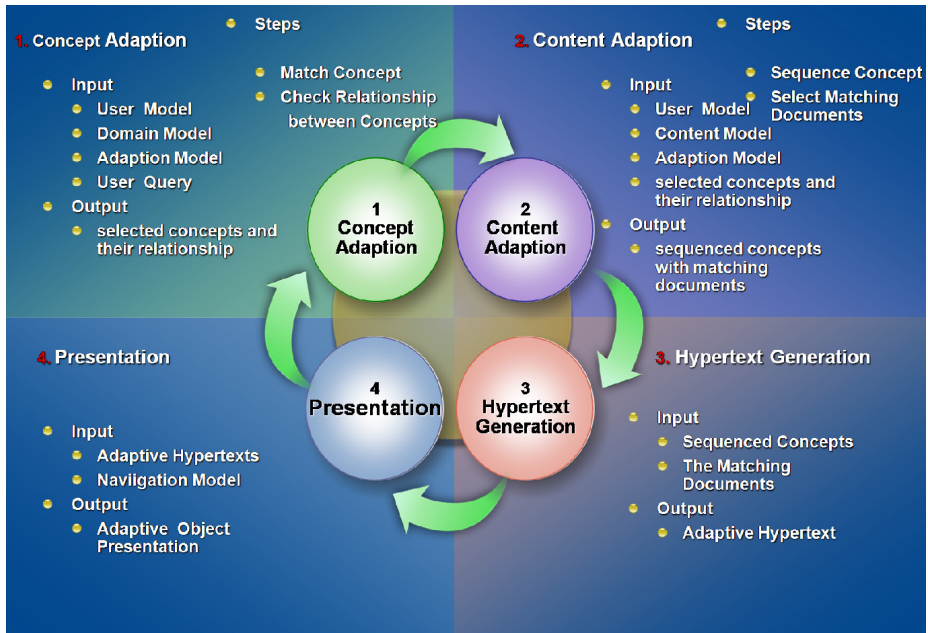 1. Concept Adaption
Input
User Model
Domain Model
Adaption Model
User Query
Output
selected concepts and
their relationship
Steps
Match Concept
Check Relationship
between Concepts
2. Content Adaption
Input
User Model
Content Model
Adaption Model
selected concepts and
their relationship
Output
sequenced concepts
with matching
documents
Steps
Sequence Concept
Select Matching
Documents
1
Concept
Adaption
2
Content
Adaption
4
Presentation
3
Hypertext
Generation
4. Presentation
Input
Adaptive Hypertexts
Naviigation Model
Output
Adaptive Object
Presentation
3. Hypertext Generation
Input
Sequenced Concepts
The Matching
Documents
Output
Adaptive Hypertext